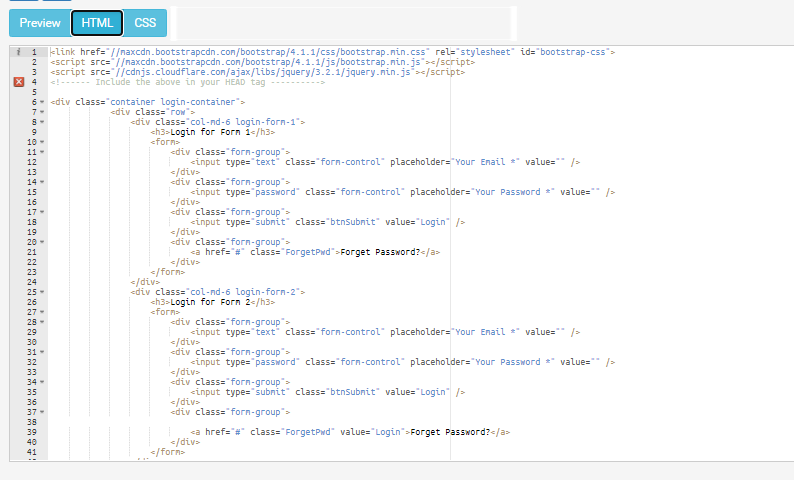 Preview HTML CSS
i 1 <link href="//maxcdn.bootstrapcdn.com/bootstrap/4.1.1/css/bootstrap.min.css" rel="stylesheet" id="bootstrap-css">
2 <script src="//maxcdn.bootstrapcdn.com/bootstrap/4.1.1/js/bootstrap.min.js"></script>
3 <script src="//cdnjs.cloudflare.com/ajax/libs/jquery/3.2.1/jquery.min.js"></script>
4 <!------ Include the above in your HEAD tag ---------->
5
6 <div class="container login-container">
7 <div class="row">
8 <div class="col-md-6 login-form-1">
9 <h3>Login for Form 1</h3>
10 <form>
11 <div class="form-group">
12 <input type="text" class="form-control" placeholder="Your Email *" value="" />
13 </div>
14 <div class="form-group">
15 <input type="password" class="form-control" placeholder="Your Password *" value="" />
16 </div>
17 <div class="form-group">
18 <input type="submit" class="btnSubmit" value="Login" />
19 </div>
20 <div class="form-group">
21 <a href="#" class="ForgetPwd">Forget Password?</a>
22 </div>
23 </form>
24 </div>
25 <div class="col-md-6 login-form-2">
26 <h3>Login for Form 2</h3>
27 <form>
28 <div class="form-group">
29 <input type="text" class="form-control" placeholder="Your Email *" value="" />
30 </div>
31 <div class="form-group">
32 <input type="password" class="form-control" placeholder="Your Password *" value="" />
33 </div>
34 <div class="form-group">
35 <input type="submit" class="btnSubmit" value="Login" />
36 </div>
37 <div class="form-group">
38
39 <a href="#" class="ForgetPwd" value="Login">Forget Password?</a>
40 </div>
41 </form>